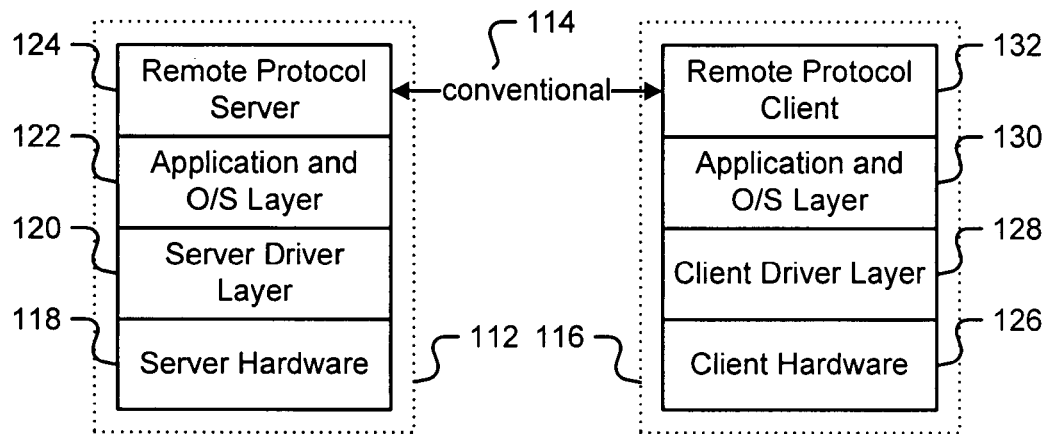 114
124
Remote Protocol
Server
conventional
Remote Protocol
Client
132
122
Application and
O/S Layer
Application and
O/S Layer
130
120
Server Driver
Layer
Client Driver Layer
128
118
Server Hardware
112
116
Client Hardware
126